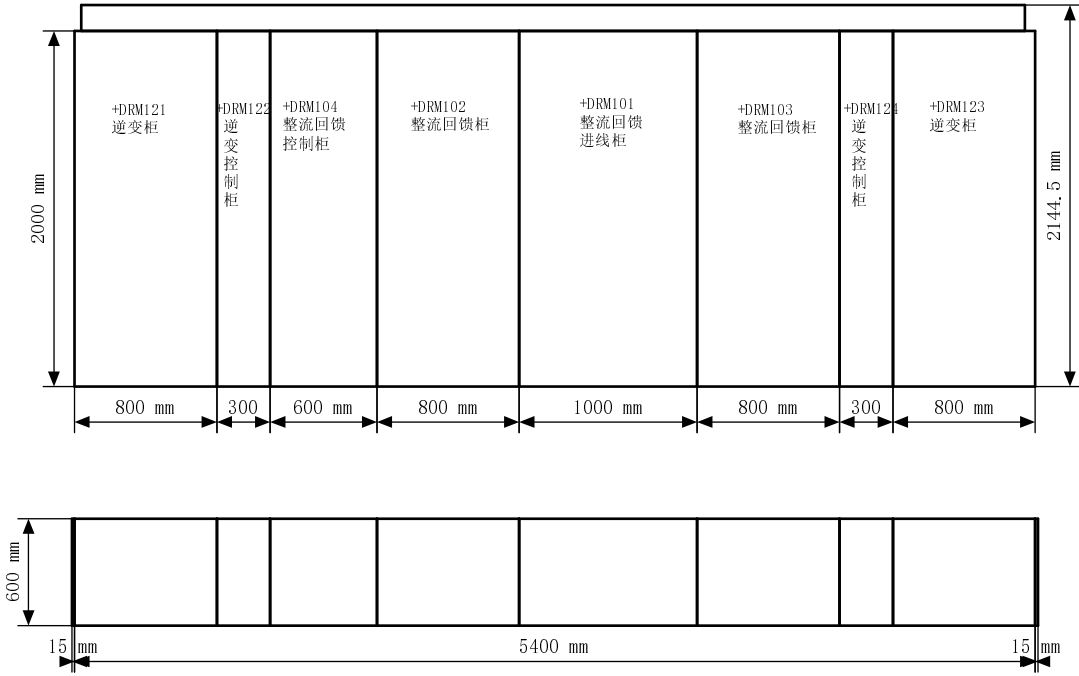 +DRM121
逆变柜
+DRM122
逆
变
控
制
柜
+DRM104
整流回馈
控制柜
+DRM102
整流回馈柜
+DRM101
整流回馈
进线柜
+DRM103
整流回馈柜
+DRM124
逆
变
控
制
柜
+DRM123
逆变柜
2000 mm
2144.5 mm
800 mm
300
600 mm
800 mm
1000 mm
800 mm
300
800 mm
600 mm
15 mm
5400 mm
15 mm